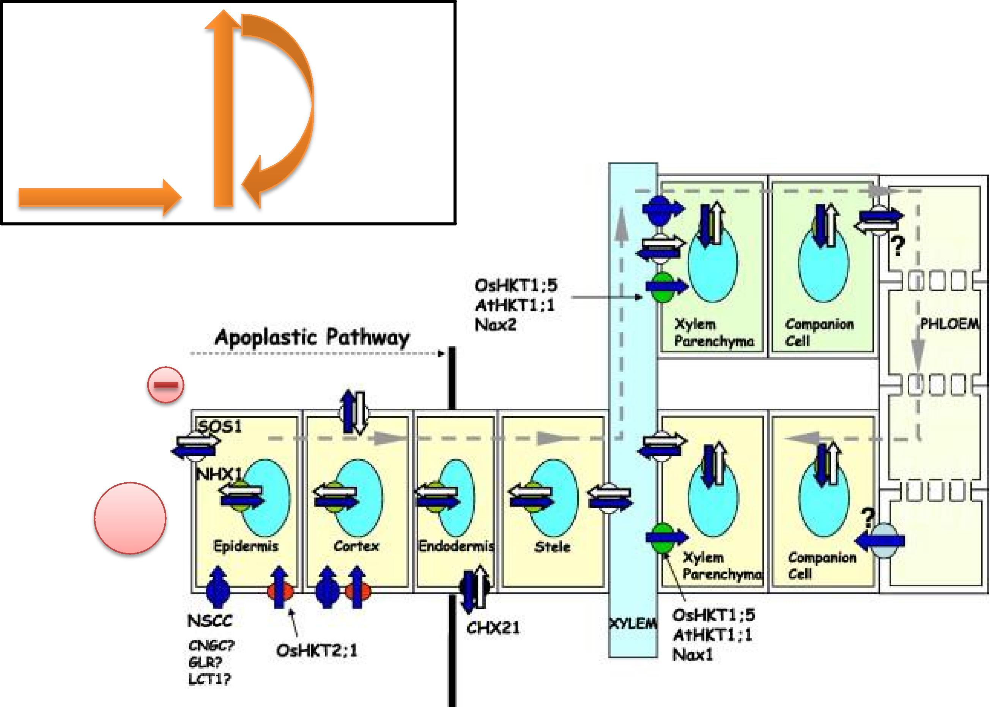 OsHKT1;5
AtHKT1;1
Nax2
?
Xylem
Parenchyma
Companion
Cell
PHLOEM
Apoplastic Pathway
SOS1
NHX1
Epidermis
Cortex
Endodermis
Stele
?
Xylem
Parenchyma
Companion
Cell
NSCC
CNGC?
GLR?
LCT1?
OsHKT2;1
CHX21
XYLEM
OsHKT1;5
AtHKT1;1
Nax1